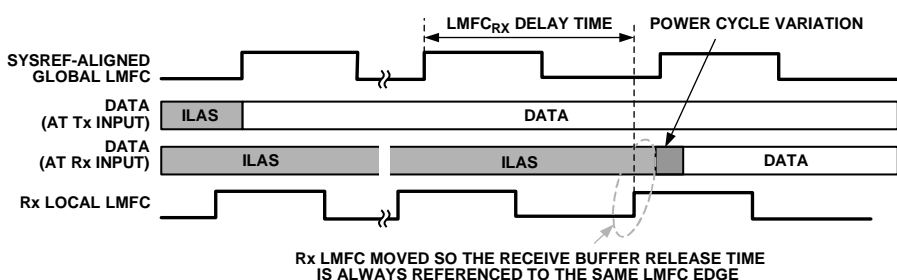 LMFCRX DELAY TIME
POWER CYCLE VARIATION
SYSREF-ALIGNED
GLOBAL LMFC
DATA
(AT Tx INPUT)
ILAS
DATA
DATA
(AT Rx INPUT)
ILAS
ILAS
DATA
Rx LOCAL LMFC
Rx LMFC MOVED SO THE RECEIVE BUFFER RELEASE TIME
IS ALWAYS REFERENCED TO THE SAME LMFC EDGE